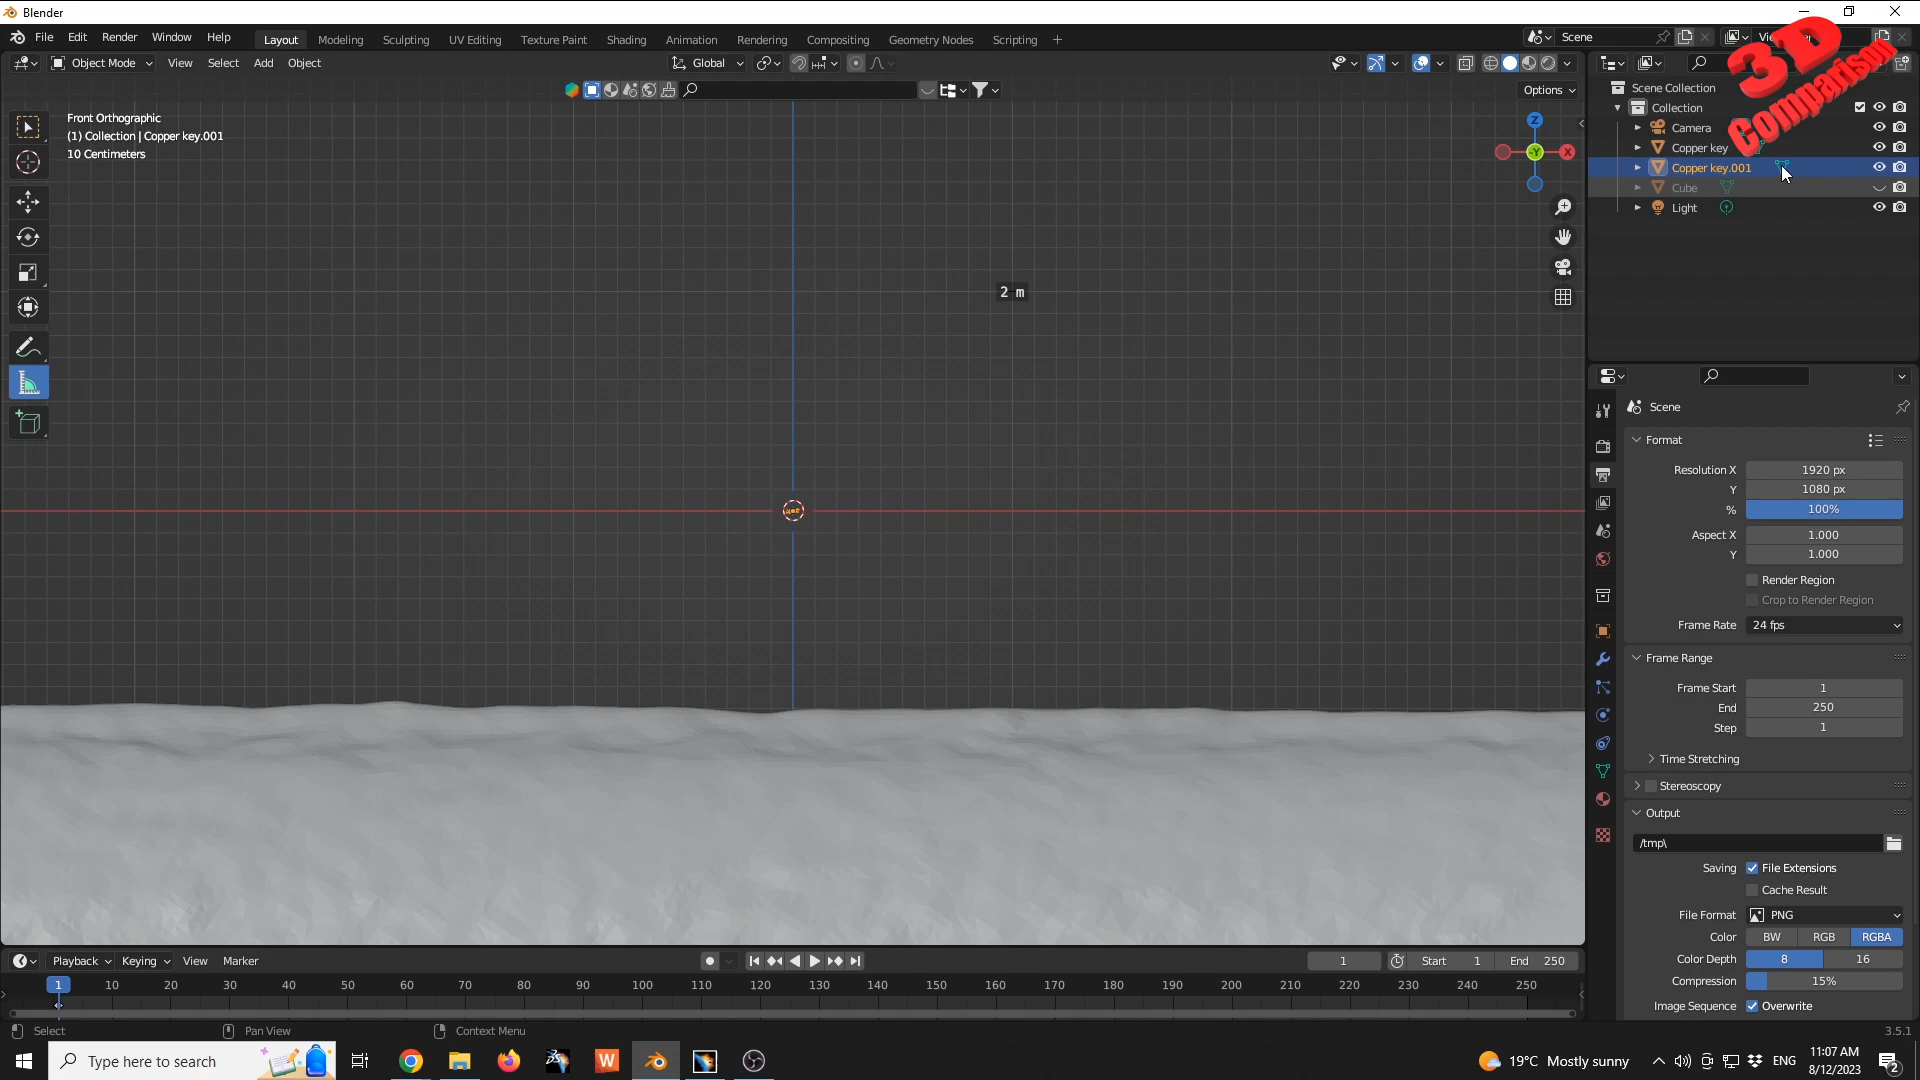 Blender
File Edit Render Window Help Layout Modeling Sculpting UV Editing Texture Paint Shading Animation Rendering Compositing Geometry Nodes Scripting + Scene
Object Mode View Select Add Object Global
Options
3D
Comparison
Front Orthographic
(1) Collection | Copper key.001
10 Centimeters
Z
-Y
X
2 m
Scene Collection
Collection
Camera
Copper key
Copper key.001
Cube
Light
Scene
Format
Resolution X 1920 px
Y 1080 px
% 100%
Aspect X 1.000
Y 1.000
Render Region
Crop to Render Region
Frame Rate 24 fps
Frame Range
Frame Start 1
End 250
Step 1
Time Stretching
Stereoscopy
Output
/tmp\
Saving File Extensions
Cache Result
File Format PNG
Color BW RGB RGBA
Color Depth 8 16
Compression 15%
Image Sequence Overwrite
Playback Keying View Marker 1 Start 1 End 250
1 10 20 30 40 50 60 70 80 90 100 110 120 130 140 150 160 170 180 190 200 210 220 230 240 250
Select Pan View Context Menu 3.5.1
Type here to search
19°C Mostly sunny ENG
11:07 AM
8/12/2023
2